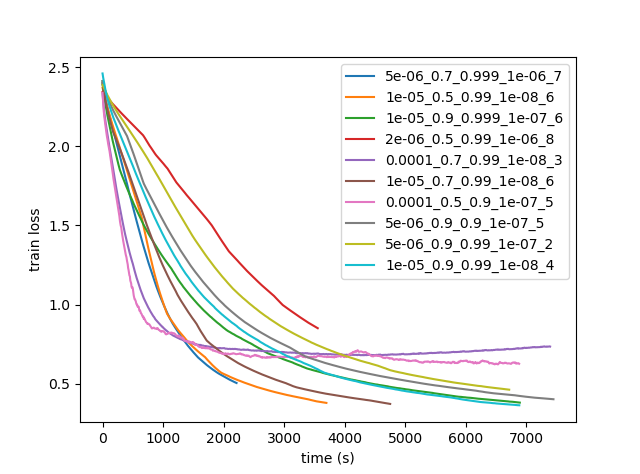 2.5
2.0
1.5
1.0
0.5
train loss
5e-06_0.7_0.999_1e-06_7
1e-05_0.5_0.99_1e-08_6
1e-05_0.9_0.999_1e-07_6
2e-06_0.5_0.99_1e-06_8
0.0001_0.7_0.99_1e-08_3
1e-05_0.7_0.99_1e-08_6
0.0001_0.5_0.9_1e-07_5
5e-06_0.9_0.9_1e-07_5
5e-06_0.9_0.99_1e-07_2
1e-05_0.9_0.99_1e-08_4
0 1000 2000 3000 4000 5000 6000 7000
time (s)